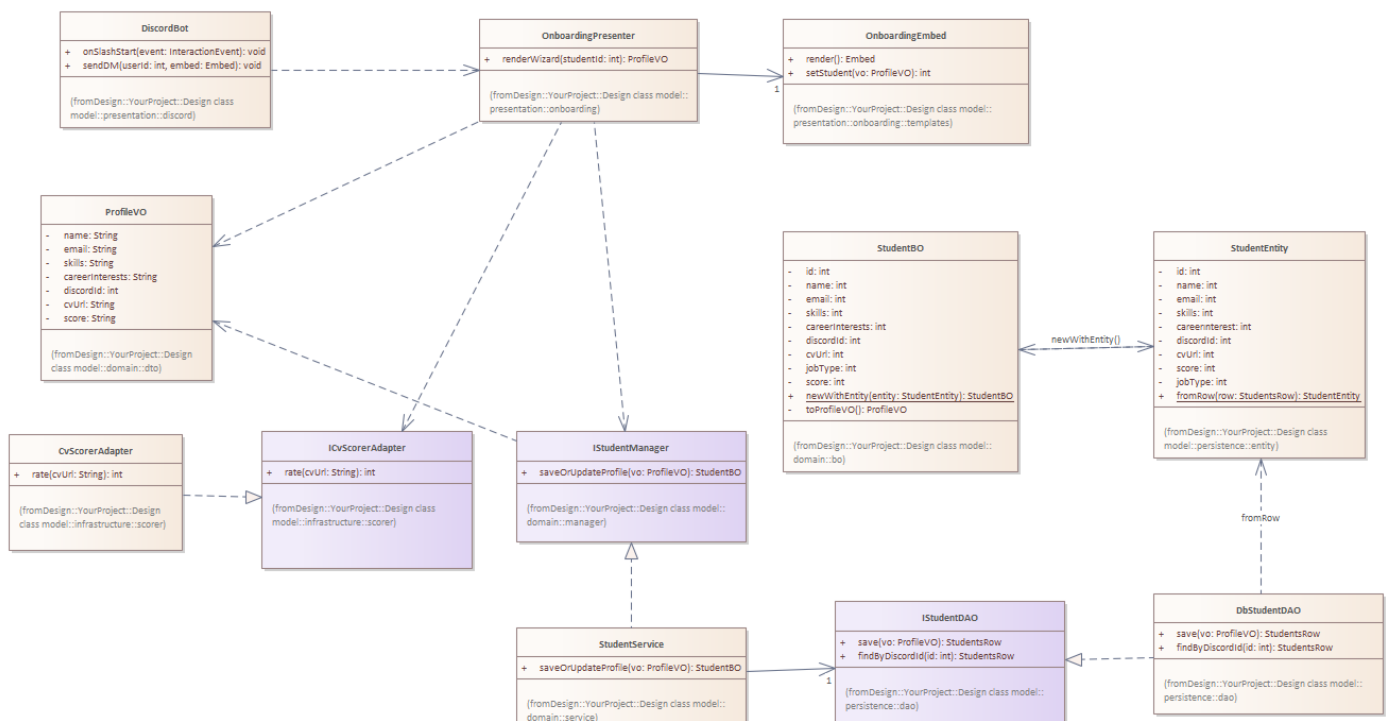 DiscordBot
+ onSlashStart(event: InteractionEvent): void
+ sendDM(userId: int, embed: Embed): void
(fromDesign::YourProject::Design class
model::presentation::discord)
OnboardingPresenter
+ renderWizard(studentId: int): ProfileVO
(fromDesign::YourProject::Design class model::
presentation::onboarding)
1
OnboardingEmbed
+ render(): Embed
+ setStudent(vo: ProfileVO): int
(fromDesign::YourProject::Design class model::
presentation::onboarding::templates)
ProfileVO
- name: String
- email: String
- skills: String
- careerInterests: String
- discordId: int
- cvUrl: String
- score: String
(fromDesign::YourProject::Design
class model::domain::dto)
StudentBO
- id: int
- name: int
- email: int
- skills: int
- careerInterests: int
- discordId: int
- cvUrl: int
- jobType: int
- score: int
+ newWithEntity(entity: StudentEntity): StudentBO
- toProfileVO(): ProfileVO
(fromDesign::YourProject::Design class model::
domain::bo)
newWithEntity()
StudentEntity
- id: int
- name: int
- email: int
- skills: int
- careernterest: int
- discordId: int
- cvUrl: int
- score: int
- jobType: int
+ fromRow(row: StudentsRow): StudentEntity
(fromDesign::YourProject::Design class
model::persistence::entity)
CvScorerAdapter
+ rate(cvUrl: String): int
(fromDesign::YourProject::Design
class model::infrastructure::scorer)
ICvScorerAdapter
+ rate(cvUrl: String): int
(fromDesign::YourProject::Design class
model::infrastructure::scorer)
IStudentManager
+ saveOrUpdateProfile(vo: ProfileVO): StudentBO
(fromDesign::YourProject::Design class model::
domain::manager)
fromRow
StudentService
+ saveOrUpdateProfile(vo: ProfileVO): StudentBO
(fromDesign::YourProject::Design class model::
domain::service)
1
IStudentDAO
+ save(vo: ProfileVO): StudentsRow
+ findByDiscordId(id: int): StudentsRow
(fromDesign::YourProject::Design class model::
persistence::dao)
DbStudentDAO
+ save(vo: ProfileVO): StudentsRow
+ findByDiscordId(id: int): StudentsRow
(fromDesign::YourProject::Design class model::
persistence::dao)